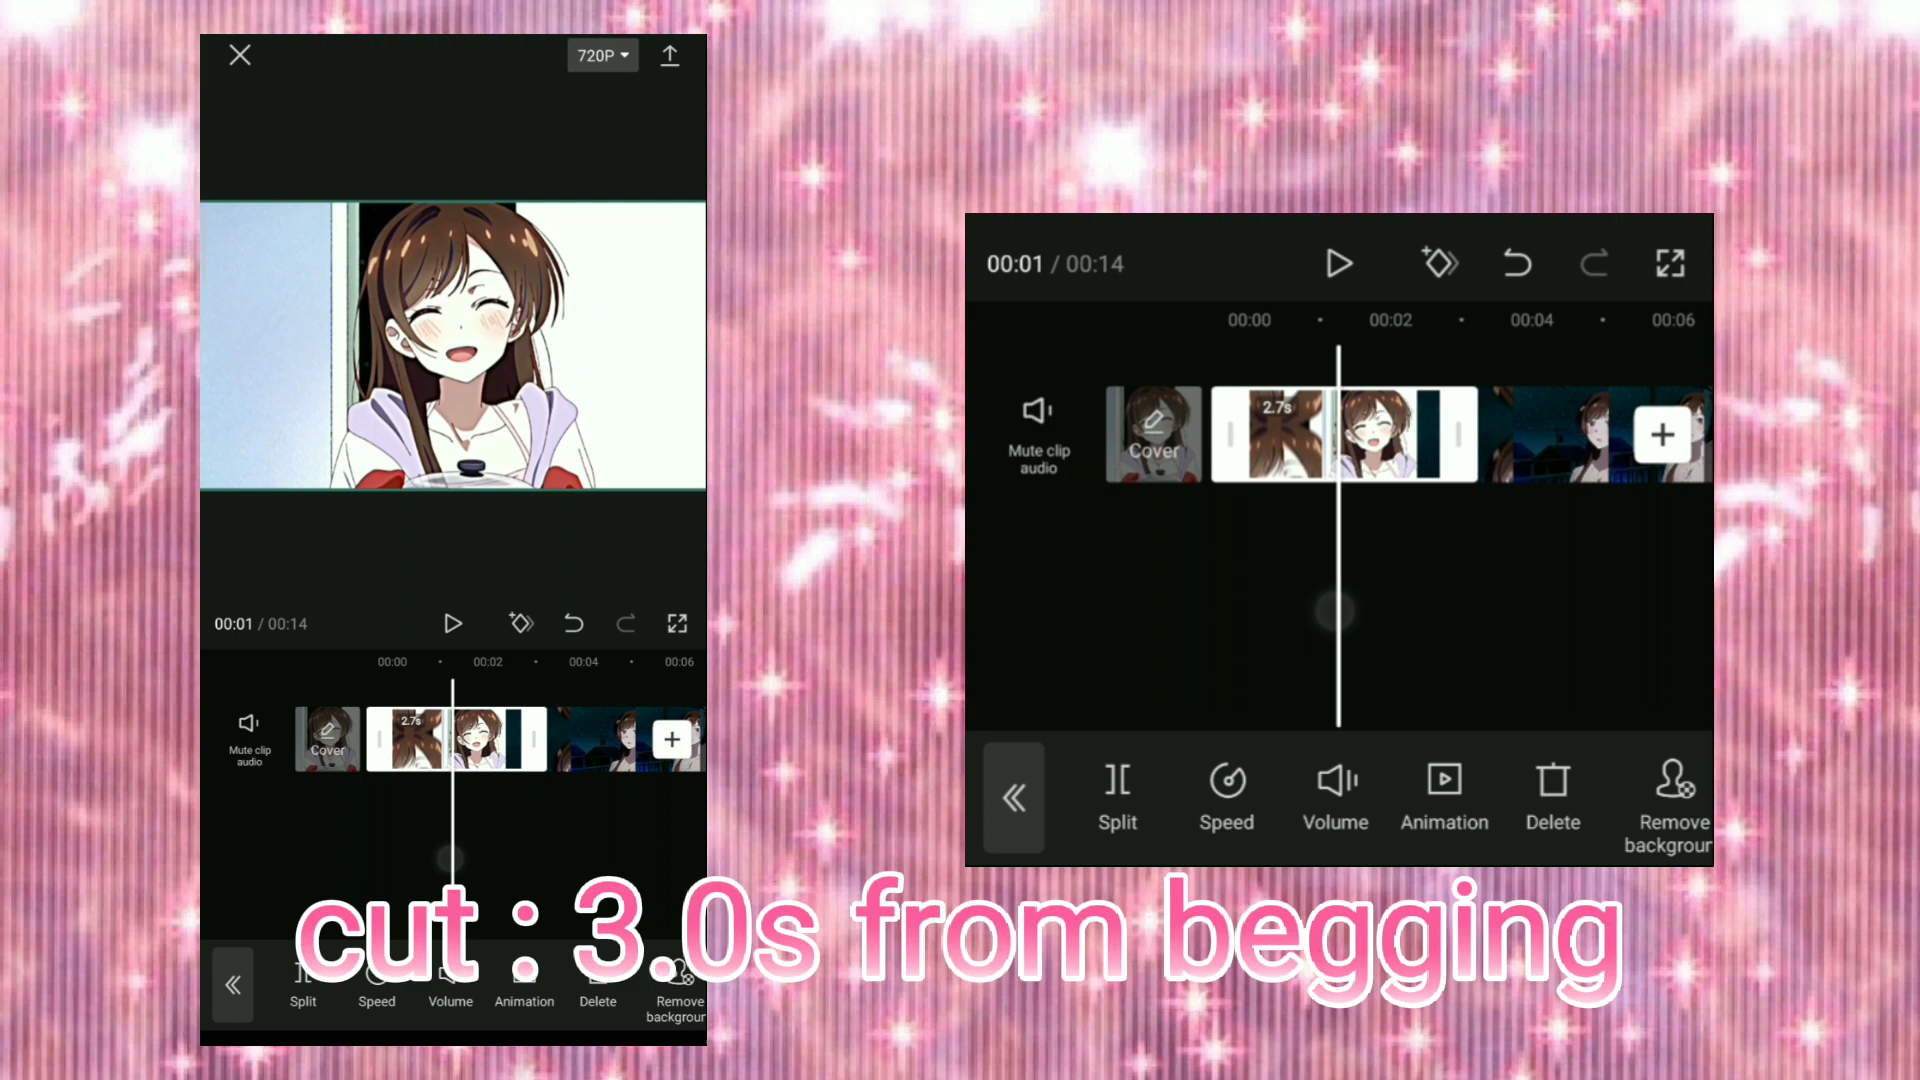 720P
00:01 / 00:14
00:00 00:02 00:04 00:06
2.7s
Cover
Mute clip
audio
Split Speed Volume Animation Delete Remove
backgroun
00:01 / 00:14
00:00 00:02 00:04 00:06
2.7s
Cover
Mute clip
audio
Split Speed Volume Animation Delete Remove
backgroun
cut : 3.0s from begging